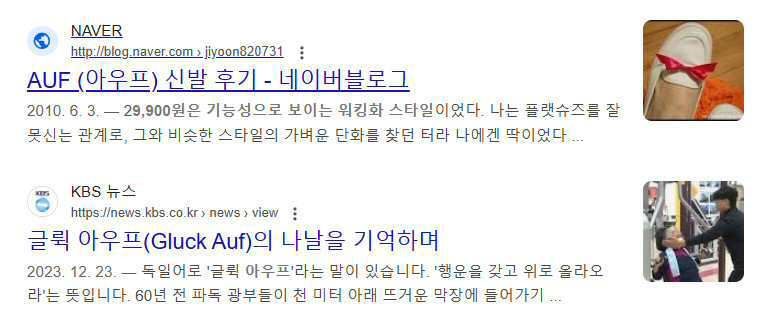 NAVER
http://blog.naver.com › jiyoon820731
AUF (아우프) 신발 후기 - 네이버블로그
2010. 6. 3. — 29,900원은 기능성으로 보이는 워킹화 스타일이었다. 나는 플랫슈즈를 잘
못신는 관계로, 그와 비슷한 스타일의 가벼운 단화를 찾던 터라 나에겐 딱이었다 ...
KBS 뉴스
https://news.kbs.co.kr › news › view
글뤽 아우프(Gluck Auf)의 나날을 기억하며
2023. 12. 23. — 독일어로 '글뤽 아우프'라는 말이 있습니다. '행운을 갖고 위로 올라오
라'는 뜻입니다. 60년 전 파독 광부들이 천 미터 아래 뜨거운 막장에 들어가기 ...